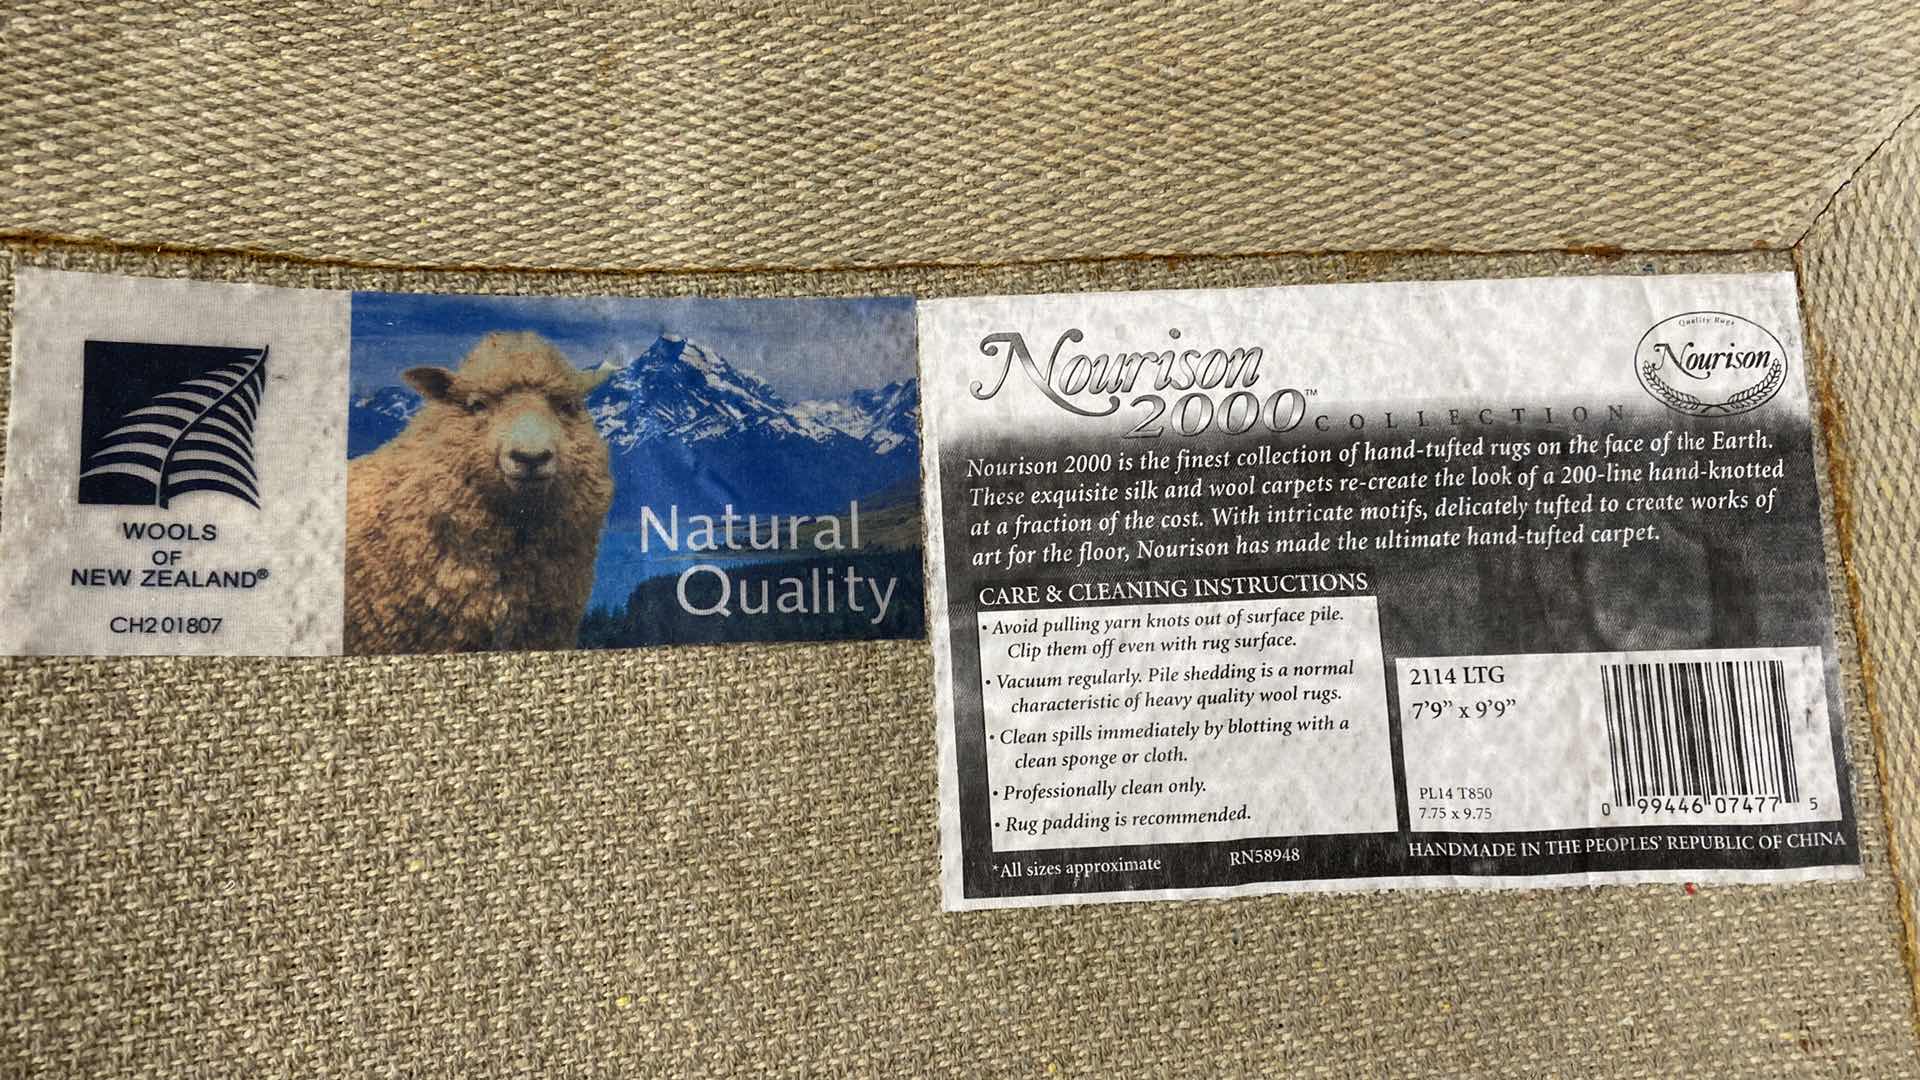 WOOLS
OF
NEW ZEALAND®
CH2 01807
Natural
Quality
Nourison
2000™ COLLECTION
Quality Rugs
Nourison
Nourison 2000 is the finest collection of hand-tufted rugs on the face of the Earth.
These exquisite silk and wool carpets re-create the look of a 200-line hand-knotted
at a fraction of the cost. With intricate motifs, delicately tufted to create works of
art for the floor, Nourison has made the ultimate hand-tufted carpet.
CARE & CLEANING INSTRUCTIONS
• Avoid pulling yarn knots out of surface pile.
Clip them off even with rug surface.
• Vacuum regularly. Pile shedding is a normal
characteristic of heavy quality wool rugs.
• Clean spills immediately by blotting with a
clean sponge or cloth.
• Professionally clean only.
• Rug padding is recommended.
*All sizes approximate
RN58948
2114 LTG
7'9" x 9'9"
PL14 T850
7.75 x 9.75
0 99446 07477 5
HANDMADE IN THE PEOPLES' REPUBLIC OF CHINA